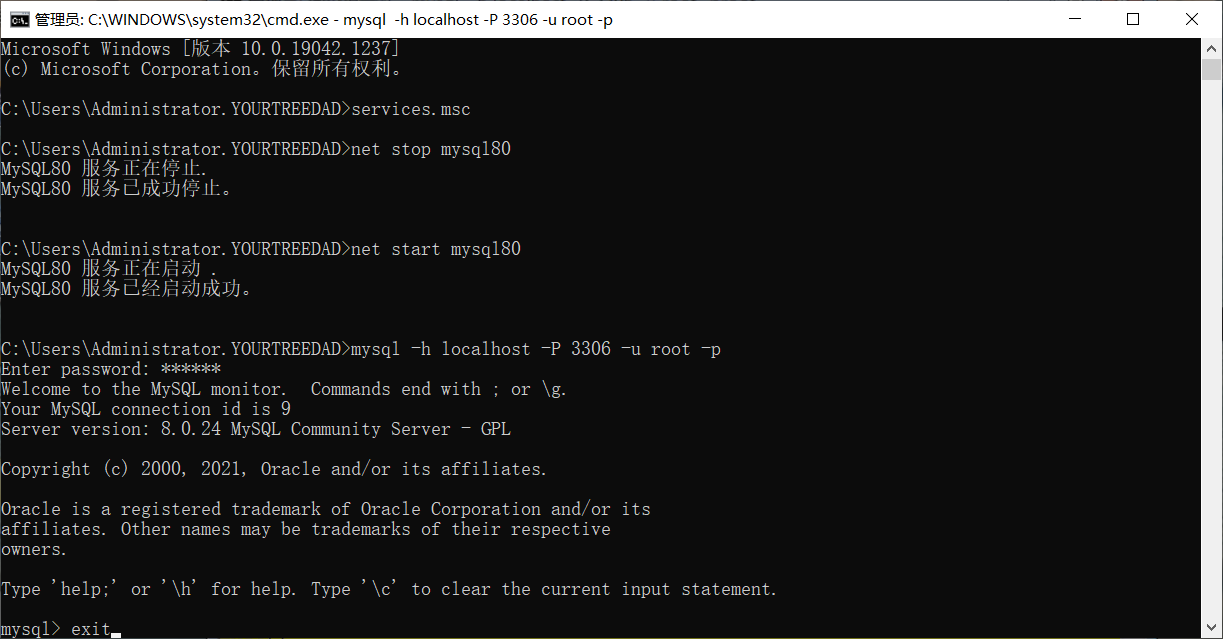 管理员: C:\WINDOWS\system32\cmd.exe - mysql  -h localhost -P 3306 -u root -p
Microsoft Windows [版本 10.0.19042.1237]
(c) Microsoft Corporation。保留所有权利。
C:\Users\Administrator.YOURTREEDAD>services.msc
C:\Users\Administrator.YOURTREEDAD>net stop mysql80
MySQL80 服务正在停止.
MySQL80 服务已成功停止。
C:\Users\Administrator.YOURTREEDAD>net start mysql80
MySQL80 服务正在启动 .
MySQL80 服务已经启动成功。
C:\Users\Administrator.YOURTREEDAD>mysql -h localhost -P 3306 -u root -p
Enter password: ******
Welcome to the MySQL monitor.  Commands end with ; or \g.
Your MySQL connection id is 9
Server version: 8.0.24 MySQL Community Server - GPL
Copyright (c) 2000, 2021, Oracle and/or its affiliates.
Oracle is a registered trademark of Oracle Corporation and/or its
affiliates. Other names may be trademarks of their respective
owners.
Type 'help;' or '\h' for help. Type '\c' to clear the current input statement.
mysql> exit